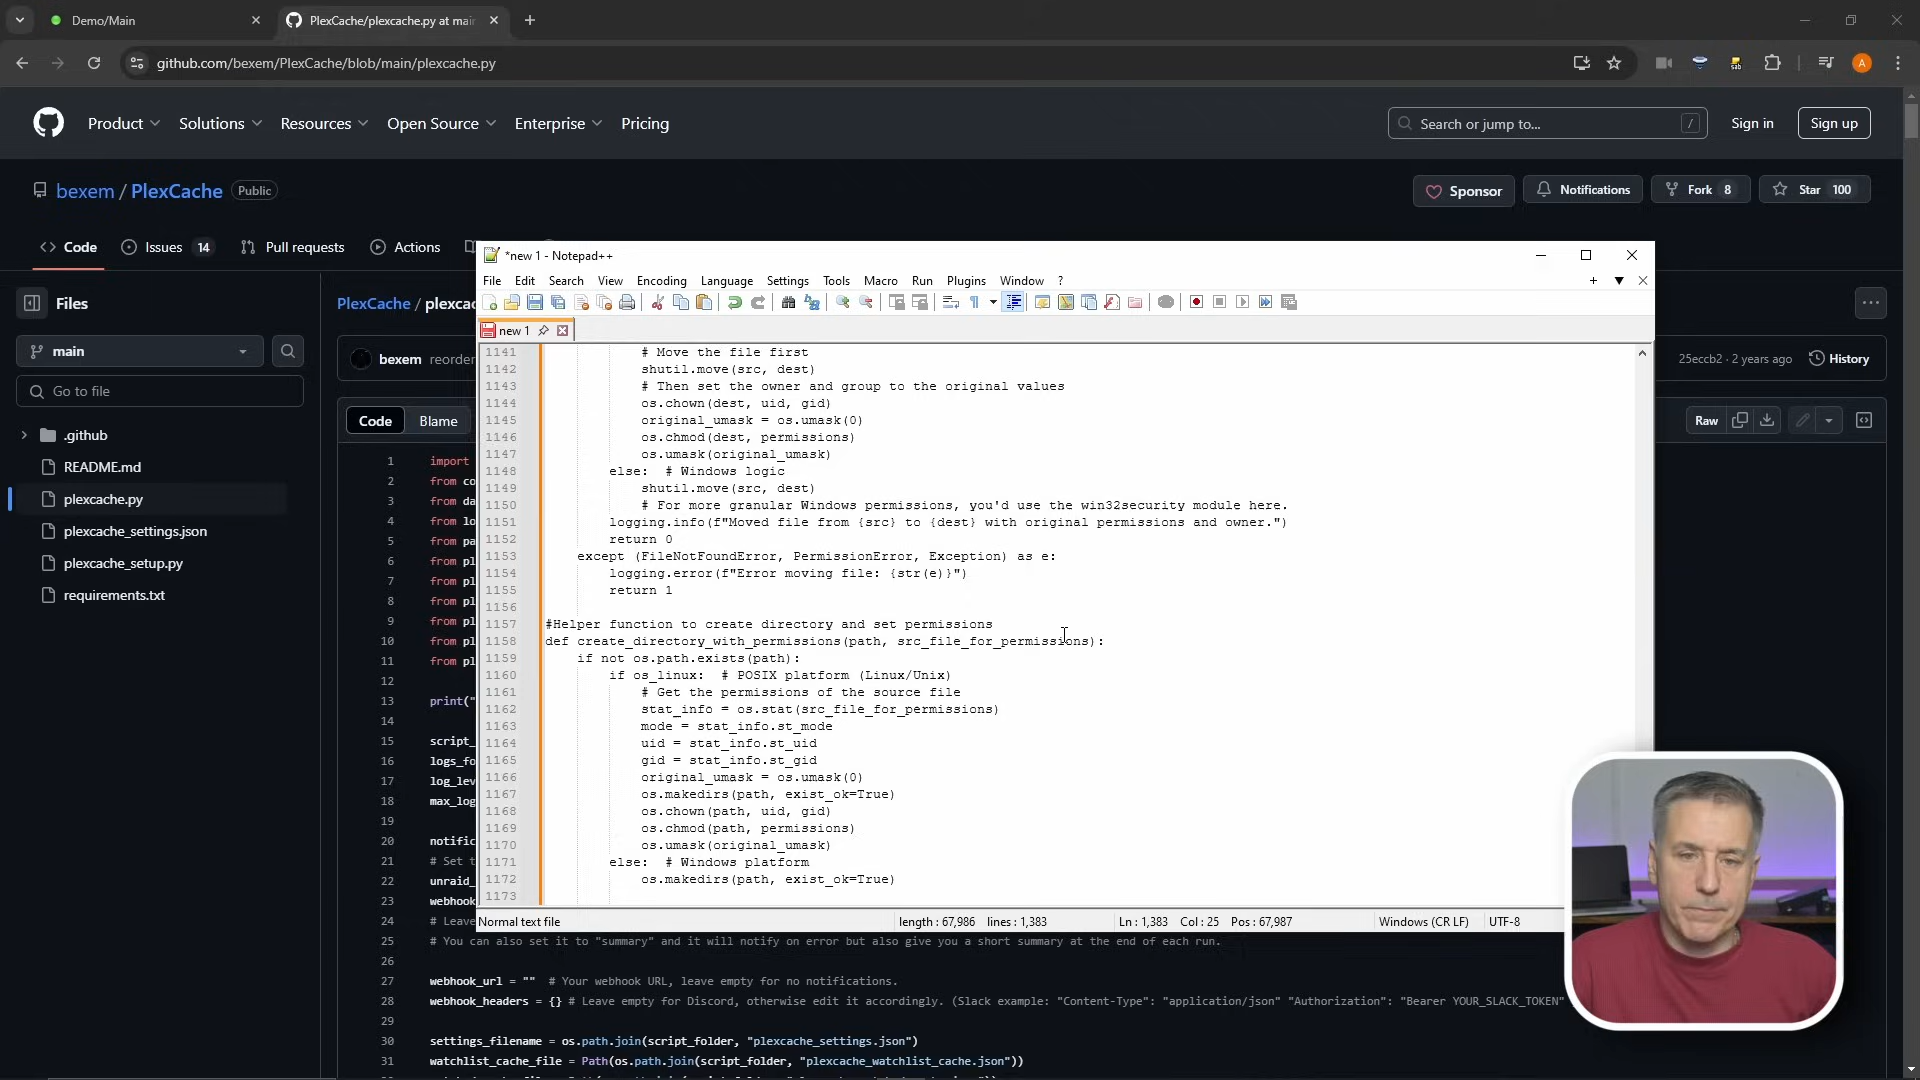 Demo/Main
PlexCache/plexcache.py at mai
github.com/bexem/PlexCache/blob/main/plexcache.py
sab
A
Product
Solutions
Resources
Open Source
Enterprise
Pricing
Search or jump to...
/
Sign in
Sign up
bexem / PlexCache
Public
Sponsor
Notifications
Fork 8
Star 100
Code
Issues 14
Pull requests
Actions
*new 1 - Notepad++
File Edit Search View Encoding Language Settings Tools Macro Run Plugins Window ?
new 1
Files
main
Go to file
.github
README.md
plexcache.py
plexcache_settings.json
plexcache_setup.py
requirements.txt
PlexCache / plexcac
bexem reorder
25eccb2 · 2 years ago
History
Code Blame
Raw
1 import
2 from co
3 from da
4 from lo
5 from pa
6 from pl
7 from pl
8 from pl
9 from pl
10 from pl
11 from pl
12
13 print("
14
15 script_
16 logs_fo
17 log_lev
18 max_log
19
20 notific
21 # Set t
22 unraid_
23 webhook
24 # Leave
25 # You can also set it to "summary" and it will notify on error but also give you a short summary at the end of each run.
26
27 webhook_url = "" # Your webhook URL, leave empty for no notifications.
28 webhook_headers = {} # Leave empty for Discord, otherwise edit it accordingly. (Slack example: "Content-Type": "application/json" "Authorization": "Bearer YOUR_SLACK_TOKEN"
29
30 settings_filename = os.path.join(script_folder, "plexcache_settings.json")
31 watchlist_cache_file = Path(os.path.join(script_folder, "plexcache_watchlist_cache.json"))
1141 # Move the file first
1142 shutil.move(src, dest)
1143 # Then set the owner and group to the original values
1144 os.chown(dest, uid, gid)
1145 original_umask = os.umask(0)
1146 os.chmod(dest, permissions)
1147 os.umask(original_umask)
1148 else: # Windows logic
1149 shutil.move(src, dest)
1150 # For more granular Windows permissions, you'd use the win32security module here.
1151 logging.info(f"Moved file from {src} to {dest} with original permissions and owner.")
1152 return 0
1153 except (FileNotFoundError, PermissionError, Exception) as e:
1154 logging.error(f"Error moving file: {str(e)}")
1155 return 1
1156
1157 #Helper function to create directory and set permissions
1158 def create_directory_with_permissions(path, src_file_for_permissions):
1159 if not os.path.exists(path):
1160 if os_linux: # POSIX platform (Linux/Unix)
1161 # Get the permissions of the source file
1162 stat_info = os.stat(src_file_for_permissions)
1163 mode = stat_info.st_mode
1164 uid = stat_info.st_uid
1165 gid = stat_info.st_gid
1166 original_umask = os.umask(0)
1167 os.makedirs(path, exist_ok=True)
1168 os.chown(path, uid, gid)
1169 os.chmod(path, permissions)
1170 os.umask(original_umask)
1171 else: # Windows platform
1172 os.makedirs(path, exist_ok=True)
1173
Normal text file
length : 67,986 lines : 1,383
Ln : 1,383 Col : 25 Pos : 67,987
Windows (CR LF)
UTF-8